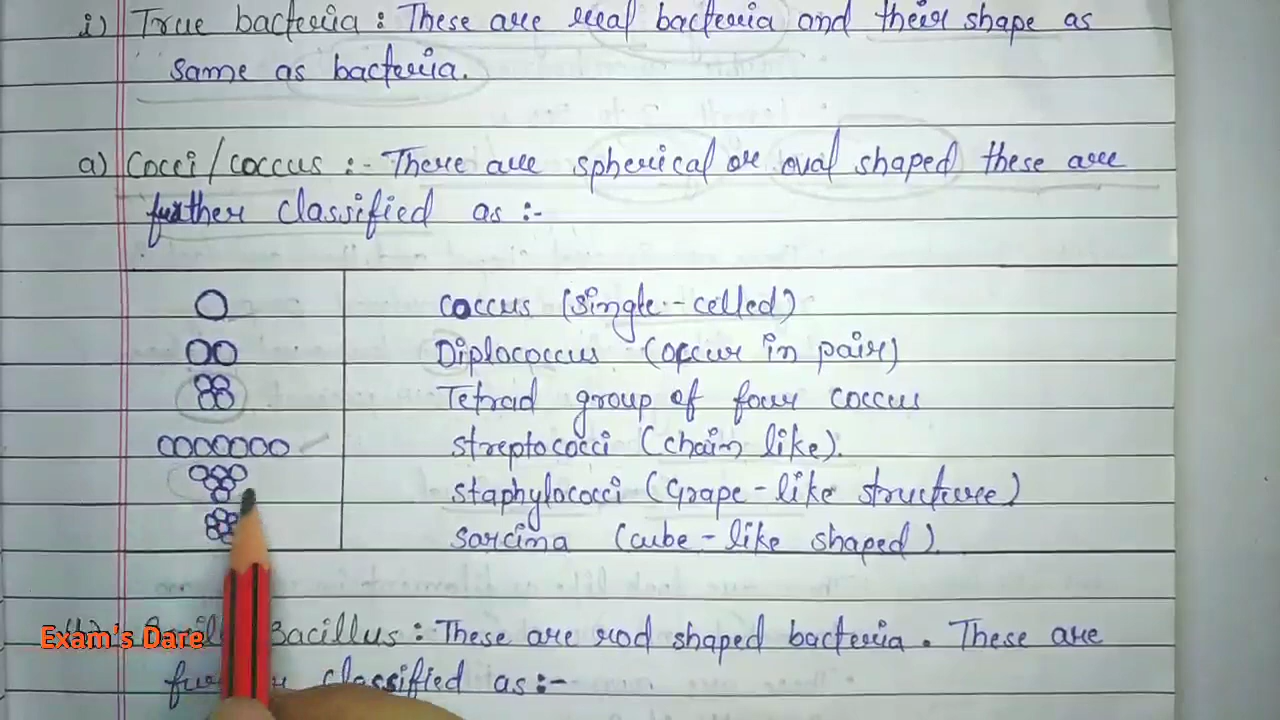 i) True bacteria : These are real bacteria and their shape as
same as bacteria.
a) Cocci/coccus :- There are spherical or oval shaped these are
further classified as :-
coccus (single-celled)
Diplococcus (occur in pair)
Tetrad group of four coccus
streptococci (chain like).
staphylococci (Grape-like structure)
sarcina (cube-like shaped).
Bacillus : These are rod shaped bacteria. These are
classified as :-
Exam's Dare